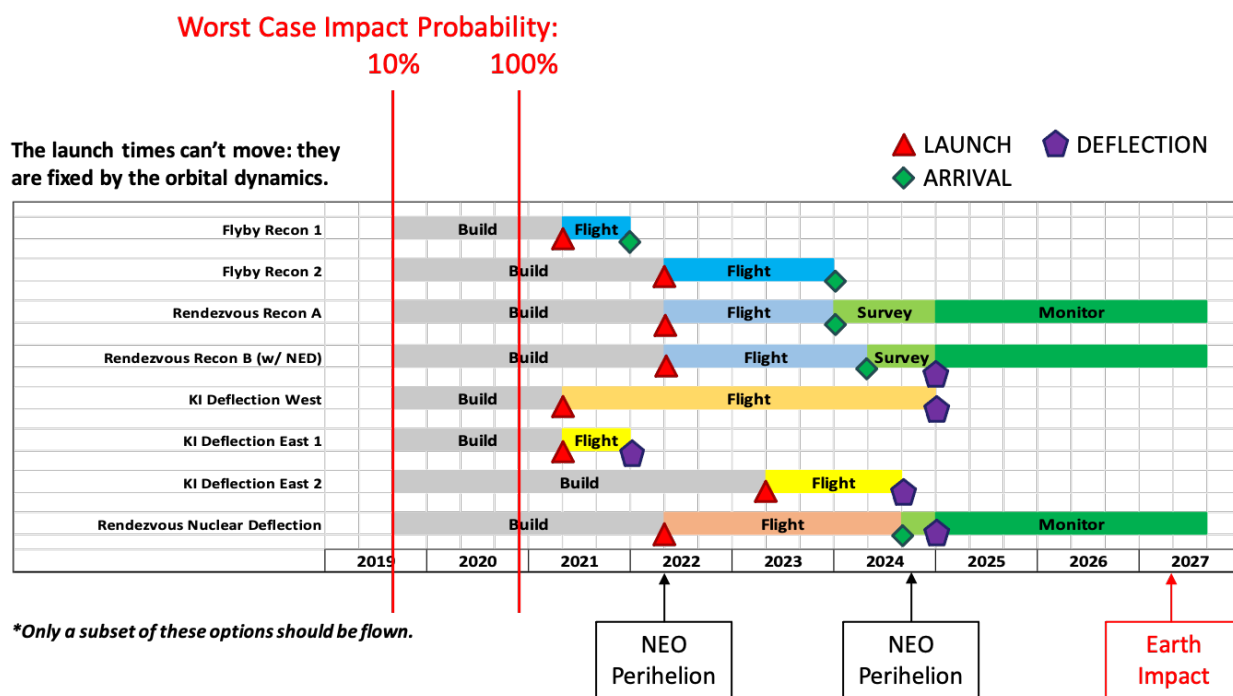 Worst Case Impact Probability:
10% 100%
The launch times can’t move: they
are fixed by the orbital dynamics.
LAUNCH DEFLECTION
ARRIVAL
Flyby Recon 1 Build Flight
Flyby Recon 2 Build Flight
Rendezvous Recon A Build Flight Survey Monitor
Rendezvous Recon B (w/ NED) Build Flight Survey
KI Deflection West Build Flight
KI Deflection East 1 Build Flight
KI Deflection East 2 Build Flight
Rendezvous Nuclear Deflection Build Flight Monitor
2019 2020 2021 2022 2023 2024 2025 2026 2027
*Only a subset of these options should be flown.
NEO
Perihelion
NEO
Perihelion
Earth
Impact